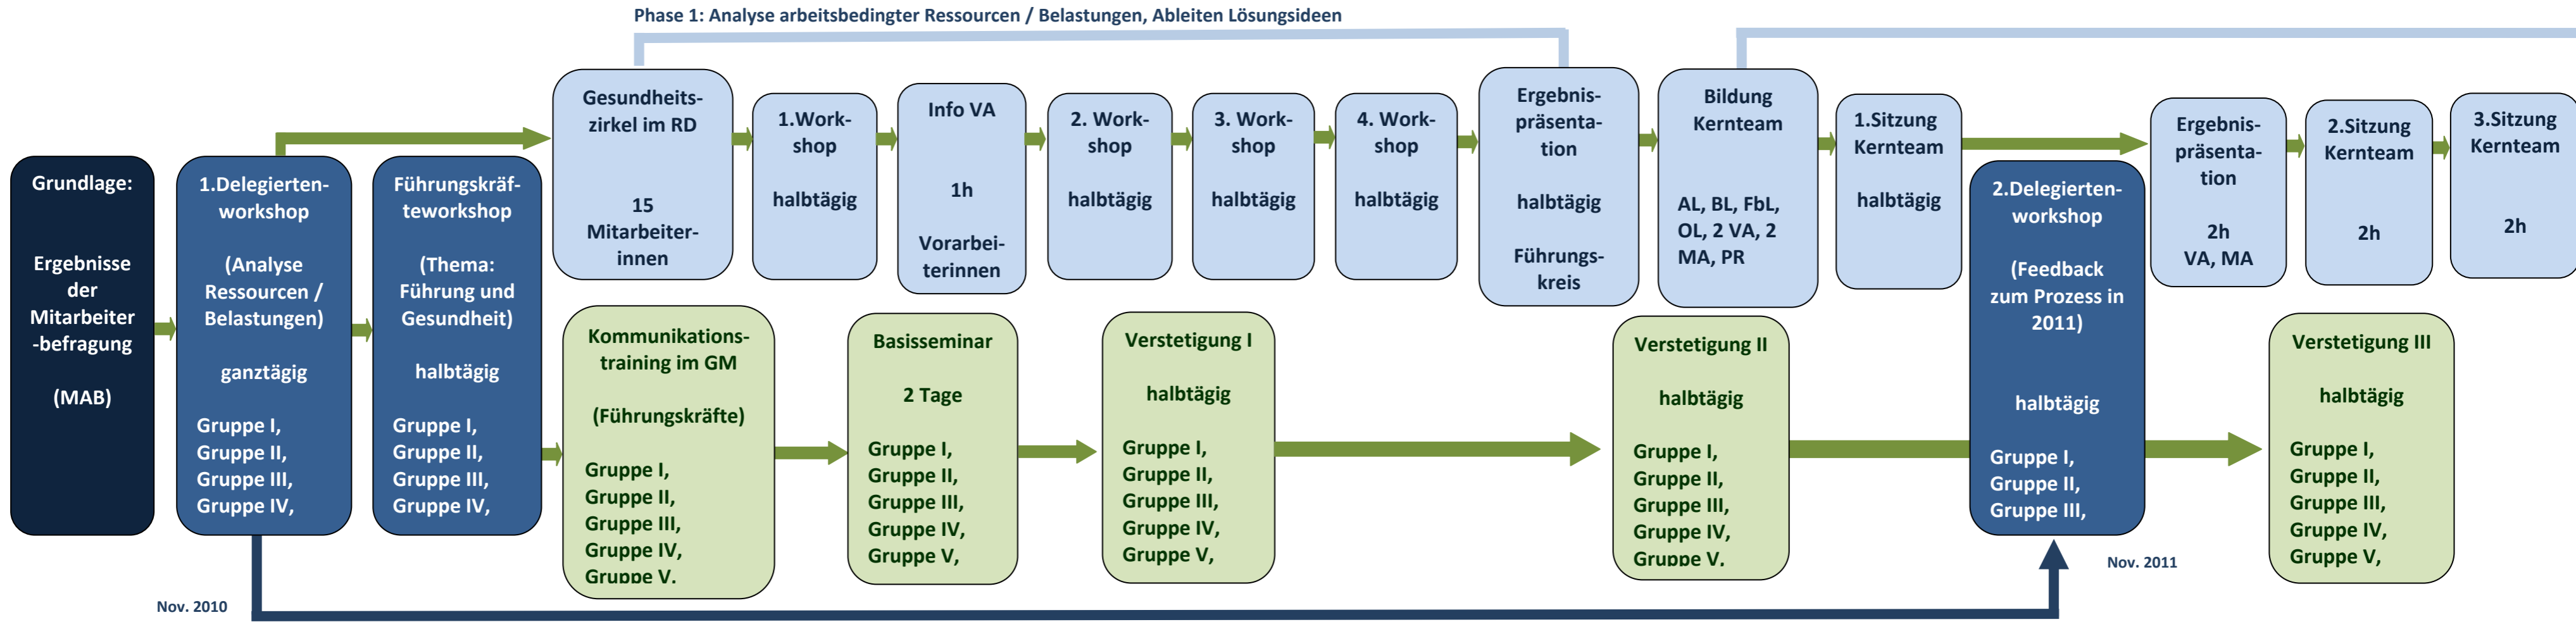 Phase 1: Analyse arbeitsbedingter Ressourcen / Belastungen, Ableiten Lösungsideen
Grundlage:
Ergebnisse
der
Mitarbeiter
-befragung
(MAB)
1.Delegierten-
workshop
(Analyse
Ressourcen /
Belastungen)
ganztägig
Gruppe I,
Gruppe II,
Gruppe III,
Gruppe IV,
Führungskräf-
teworkshop
(Thema:
Führung und
Gesundheit)
halbtägig
Gruppe I,
Gruppe II,
Gruppe III,
Gruppe IV,
Gesundheits-
zirkel im RD
15
Mitarbeiter-
innen
1.Work-
shop
halbtägig
Info VA
1h
Vorarbei-
terinnen
2. Work-
shop
halbtägig
3. Work-
shop
halbtägig
4. Work-
shop
halbtägig
Ergebnis-
präsenta-
tion
halbtägig
Führungs-
kreis
Bildung
Kernteam
AL, BL, FbL,
OL, 2 VA, 2
MA, PR
1.Sitzung
Kernteam
halbtägig
2.Delegierten-
workshop
(Feedback
zum Prozess in
2011)
halbtägig
Gruppe I,
Gruppe II,
Gruppe III,
Ergebnis-
präsenta-
tion
2h
VA, MA
2.Sitzung
Kernteam
2h
3.Sitzung
Kernteam
2h
Kommunikations-
training im GM
(Führungskräfte)
Gruppe I,
Gruppe II,
Gruppe III,
Gruppe IV,
Gruppe V,
Basisseminar
2 Tage
Gruppe I,
Gruppe II,
Gruppe III,
Gruppe IV,
Gruppe V,
Verstetigung I
halbtägig
Gruppe I,
Gruppe II,
Gruppe III,
Gruppe IV,
Gruppe V,
Verstetigung II
halbtägig
Gruppe I,
Gruppe II,
Gruppe III,
Gruppe IV,
Gruppe V,
Verstetigung III
halbtägig
Gruppe I,
Gruppe II,
Gruppe III,
Gruppe IV,
Gruppe V,
Nov. 2010
Nov. 2011